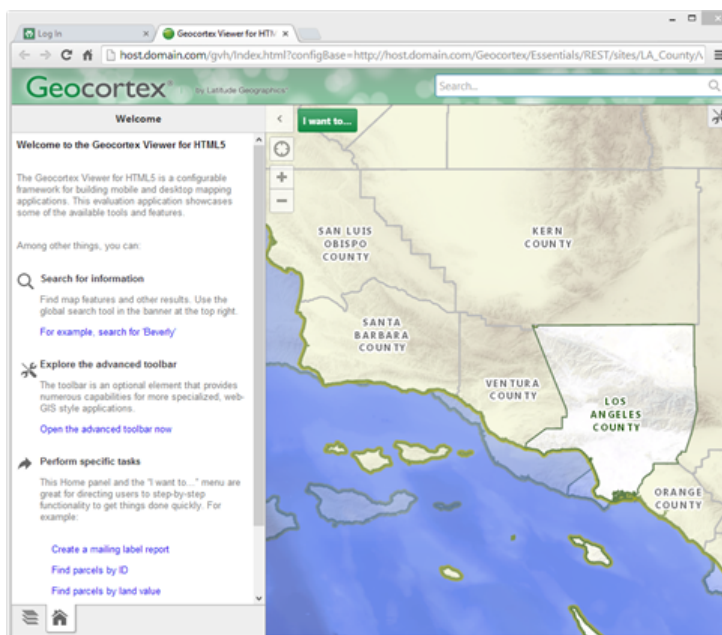 Log In
Geocortex Viewer for HTM
host.domain.com/gvh/Index.html?configBase=http://host.domain.com/Geocortex/Essentials/REST/sites/LA_County/V
Geocortex® by Latitude Geographics
Search...
Welcome
I want to...
Welcome to the Geocortex Viewer for HTML5
The Geocortex Viewer for HTML5 is a configurable
framework for building mobile and desktop mapping
applications. This evaluation application showcases
some of the available tools and features.
Among other things, you can:
Search for information
Find map features and other results. Use the
global search tool in the banner at the top right.
For example, search for 'Beverly'
Explore the advanced toolbar
The toolbar is an optional element that provides
numerous capabilities for more specialized, web-
GIS style applications.
Open the advanced toolbar now
Perform specific tasks
This Home panel and the "I want to..." menu are
great for directing users to step-by-step
functionality to get things done quickly. For
example:
Create a mailing label report
Find parcels by ID
Find parcels by land value
SAN LUIS
OBISPO
COUNTY
KERN
COUNTY
SANTA
BARBARA
COUNTY
VENTURA
COUNTY
LOS
ANGELES
COUNTY
ORANGE
COUNTY